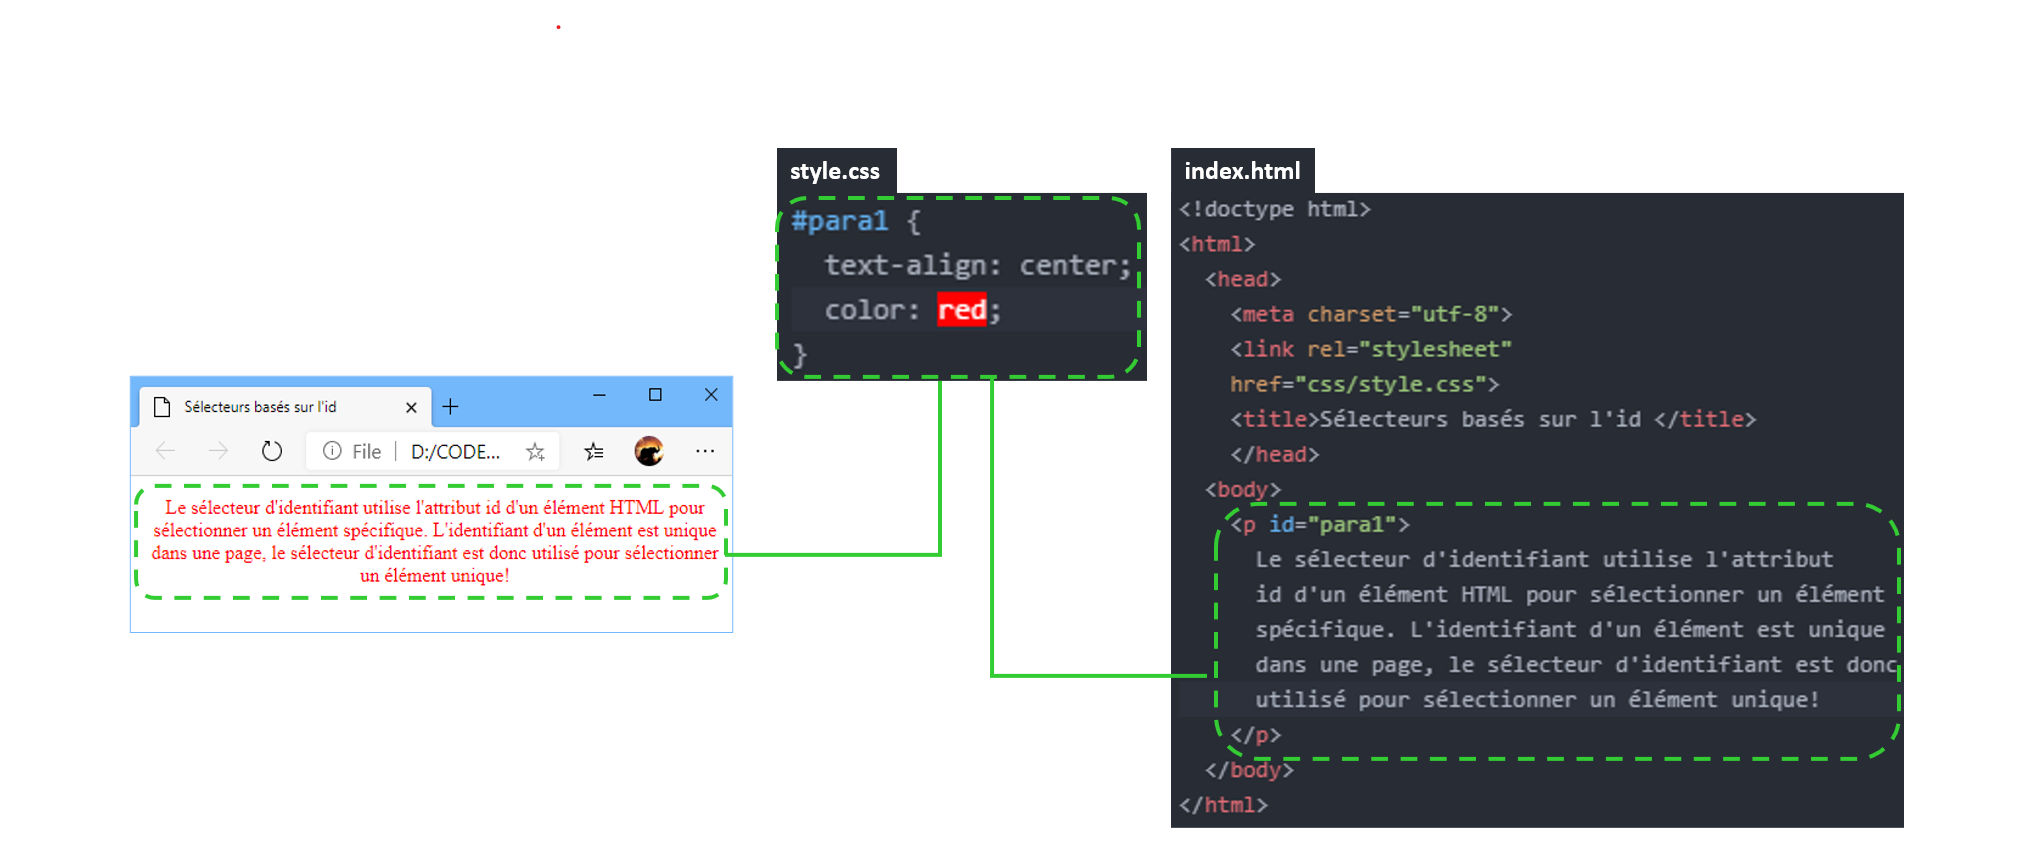 style.css
#para1 {
text-align: center;
color: red;
}
index.html
<!doctype html>
<html>
<head>
<meta charset="utf-8">
<link rel="stylesheet"
href="css/style.css">
<title>Sélecteurs basés sur l'id </title>
</head>
<body>
<p id="para1">
Le sélecteur d'identifiant utilise l'attribut
id d'un élément HTML pour sélectionner un élément
spécifique. L'identifiant d'un élément est unique
dans une page, le sélecteur d'identifiant est donc
utilisé pour sélectionner un élément unique!
</p>
</body>
</html>
Sélecteurs basés sur l'id
File D:/CODE...
Le sélecteur d'identifiant utilise l'attribut id d'un élément HTML pour
sélectionner un élément spécifique. L'identifiant d'un élément est unique
dans une page, le sélecteur d'identifiant est donc utilisé pour sélectionner
un élément unique!